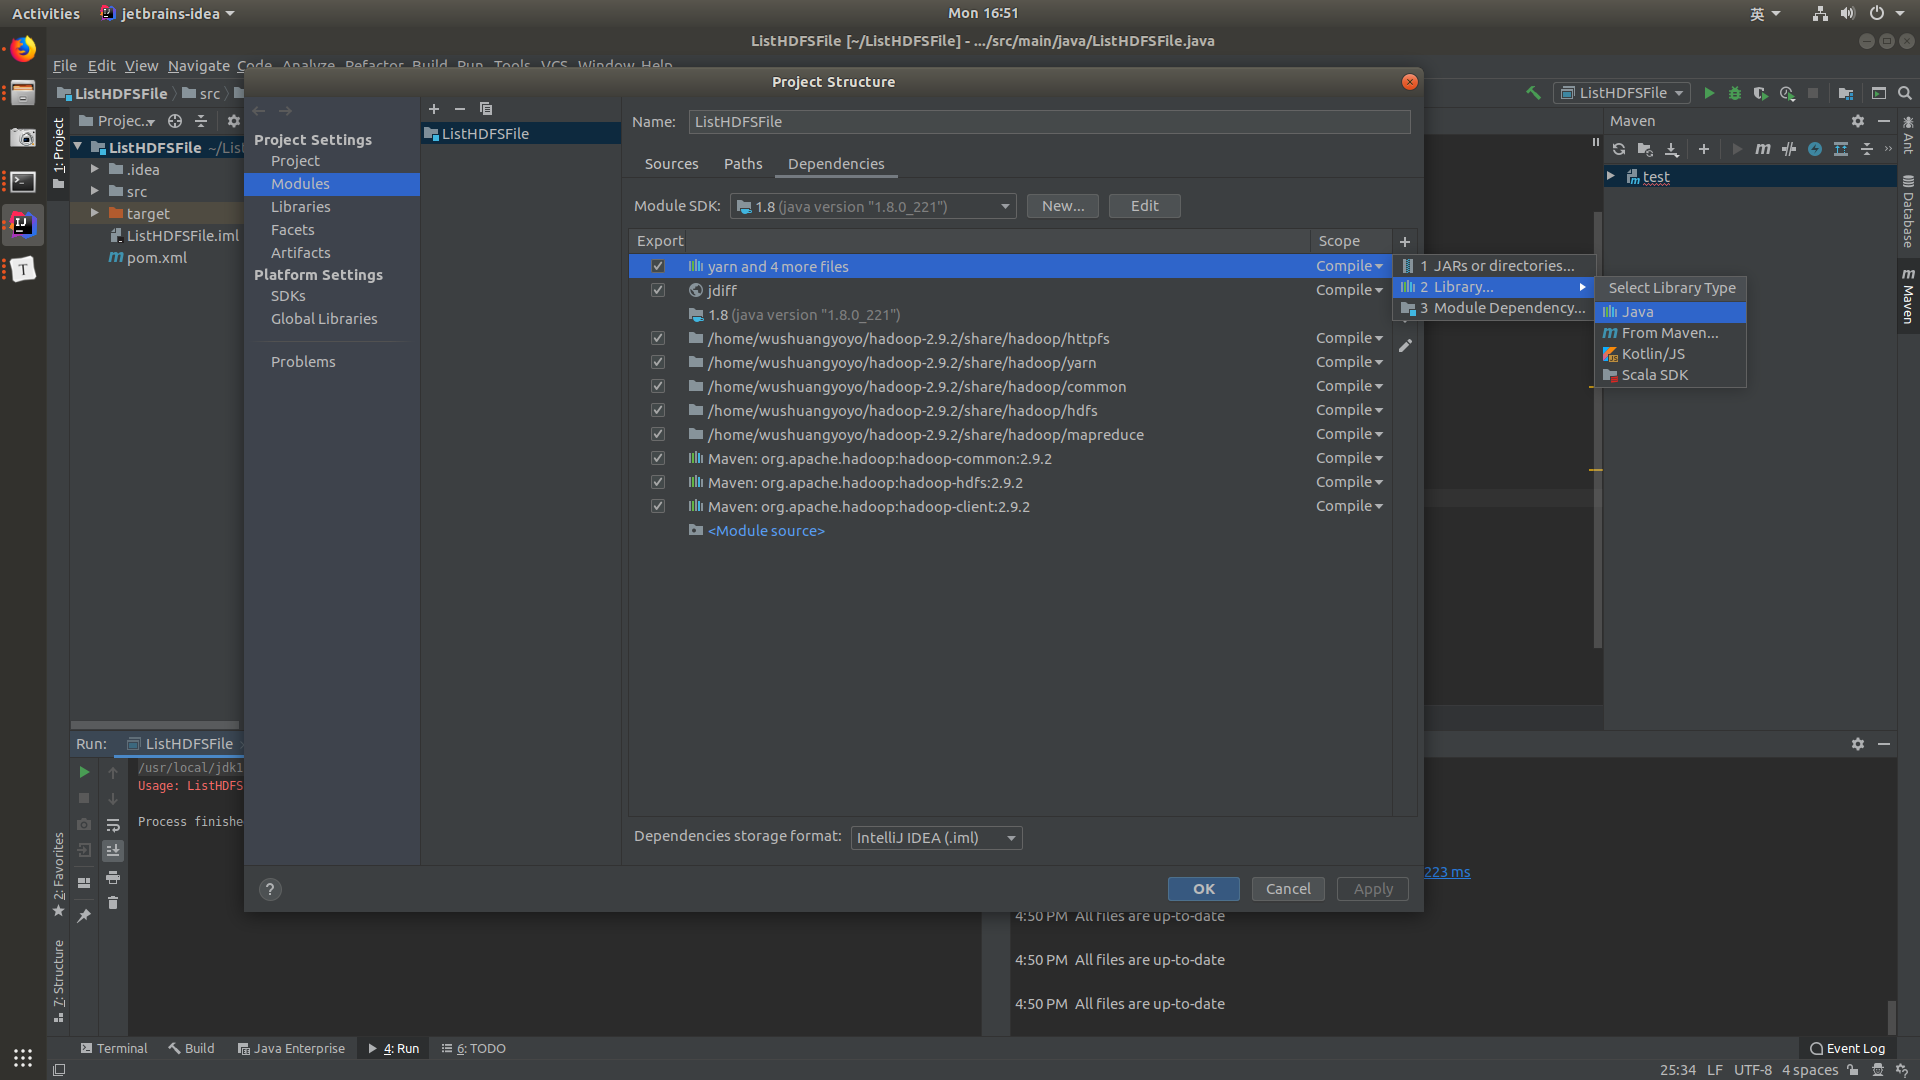 Activities
jetbrains-idea
Mon 16:51
英
ListHDFSFile [~/ListHDFSFile] - .../src/main/java/ListHDFSFile.java
File Edit View Navigate Code Analyze Refactor Build Run Tools VCS Window Help
ListHDFSFile
src
ListHDFSFile
Project Structure
Projec..
1: Project
ListHDFSFile ~/List
.idea
src
target
ListHDFSFile.iml
pom.xml
Project Settings
Project
Modules
Libraries
Facets
Artifacts
Platform Settings
SDKs
Global Libraries
Problems
ListHDFSFile
Name: ListHDFSFile
Sources Paths Dependencies
Module SDK: 1.8 (java version "1.8.0_221") New... Edit
Export Scope
yarn and 4 more files Compile
jdiff Compile
1.8 (java version "1.8.0_221")
/home/wushuangyoyo/hadoop-2.9.2/share/hadoop/httpfs Compile
/home/wushuangyoyo/hadoop-2.9.2/share/hadoop/yarn Compile
/home/wushuangyoyo/hadoop-2.9.2/share/hadoop/common Compile
/home/wushuangyoyo/hadoop-2.9.2/share/hadoop/hdfs Compile
/home/wushuangyoyo/hadoop-2.9.2/share/hadoop/mapreduce Compile
Maven: org.apache.hadoop:hadoop-common:2.9.2 Compile
Maven: org.apache.hadoop:hadoop-hdfs:2.9.2 Compile
Maven: org.apache.hadoop:hadoop-client:2.9.2 Compile
<Module source>
Dependencies storage format: IntelliJ IDEA (.iml)
? OK Cancel Apply
1 JARs or directories...
2 Library...
3 Module Dependency...
Select Library Type
Java
From Maven...
Kotlin/JS
Scala SDK
Maven
test
Ant
Database
Maven
Run: ListHDFSFile
/usr/local/jdk1
Usage: ListHDFS
Process finishe
2: Favorites
7: Structure
223 ms
4:50 PM All files are up-to-date
4:50 PM All files are up-to-date
4:50 PM All files are up-to-date
Terminal Build Java Enterprise 4: Run 6: TODO Event Log
25:34 LF UTF-8 4 spaces